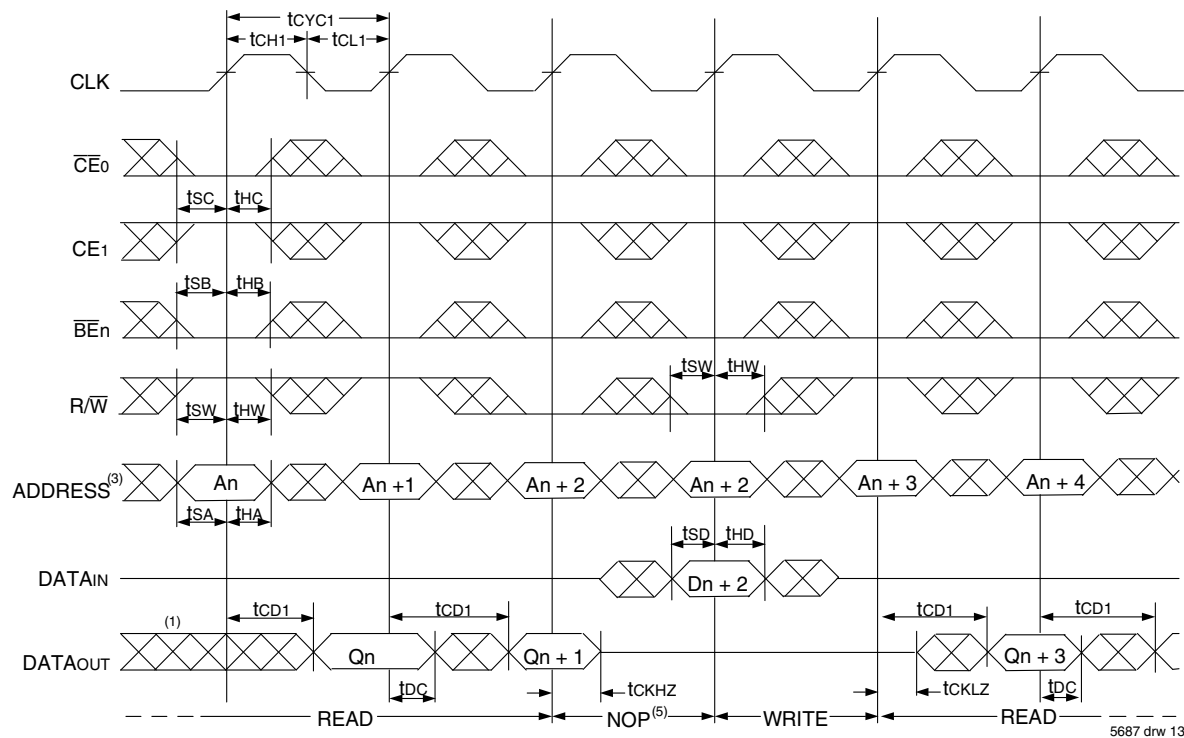 tCYC1
tCH1 tCL1
CLK
CE0
tSC tHC
CE1
tSB tHB
BEn
tSW tHW
R/W
tSW tHW
ADDRESS(3) An An +1 An + 2 An + 2 An + 3 An + 4
tSA tHA
tSD tHD
DATAIN Dn + 2
(1) tCD1 tCD1 tCD1 tCD1
DATAOUT Qn Qn + 1 Qn + 3
tDC tCKHZ tCKLZ tDC
READ NOP(5) WRITE READ
5687 drw 13